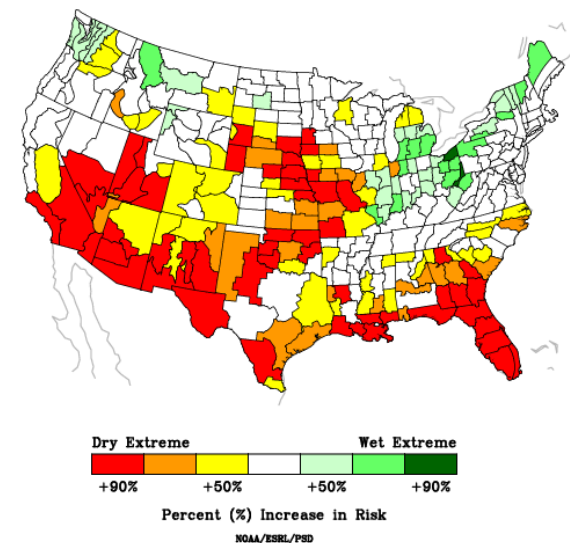 Dry Extreme Wet Extreme
+90% +50% +50% +90%
Percent (%) Increase in Risk
NOAA/ESRL/PSD